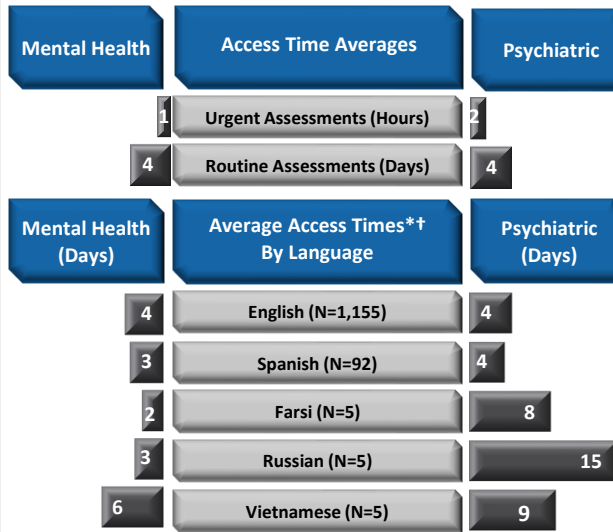 Mental Health Access Time Averages Psychiatric
1 Urgent Assessments (Hours) 2
4 Routine Assessments (Days) 4
Mental Health Average Access Times*† Psychiatric
(Days) By Language (Days)
4 English (N=1,155) 4
3 Spanish (N=92) 4
2 Farsi (N=5) 8
3 Russian (N=5) 15
6 Vietnamese (N=5) 9